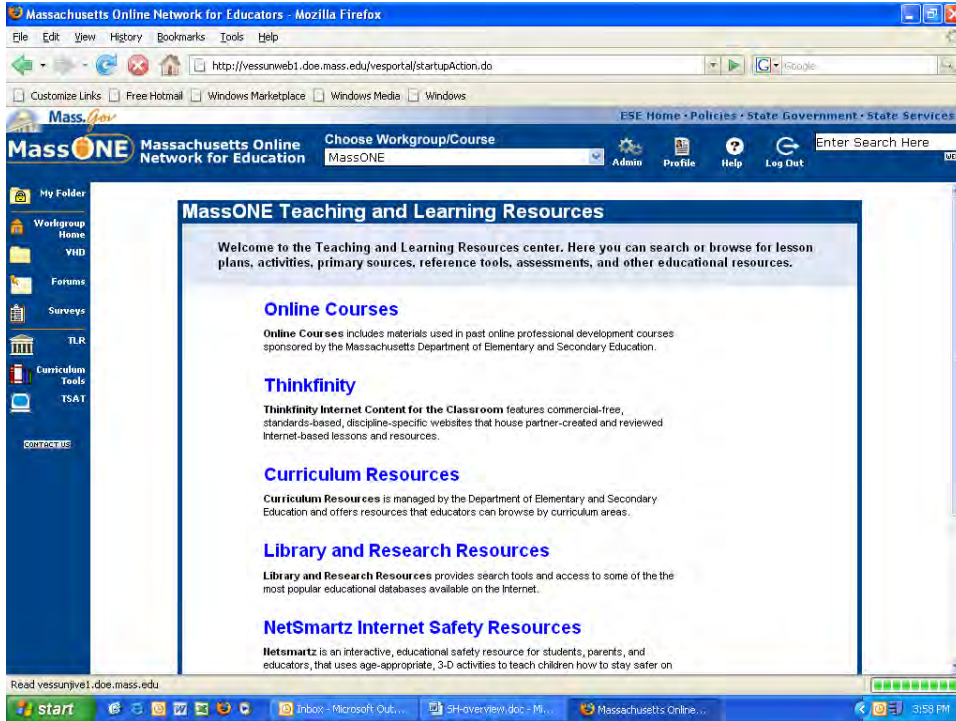 Massachusetts Online Network for Educators - Mozilla Firefox
File Edit View History Bookmarks Tools Help
http://vessunweb1.doe.mass.edu/vesportal/startupAction.do
Google
Customize Links Free Hotmail Windows Marketplace Windows Media Windows
Mass.Gov
ESE Home · Policies · State Government · State Services
MassONE
Massachusetts Online
Network for Education
Choose Workgroup/Course
MassONE
Admin Profile Help Log Out
Enter Search Here
My Folder
Workgroup
Home
VHD
Forums
Surveys
TLR
Curriculum
Tools
TSAT
CONTACT US
MassONE Teaching and Learning Resources
Welcome to the Teaching and Learning Resources center. Here you can search or browse for lesson
plans, activities, primary sources, reference tools, assessments, and other educational resources.
Online Courses
Online Courses includes materials used in past online professional development courses
sponsored by the Massachusetts Department of Elementary and Secondary Education.
Thinkfinity
Thinkfinity Internet Content for the Classroom features commercial-free,
standards-based, discipline-specific websites that house partner-created and reviewed
Internet-based lessons and resources.
Curriculum Resources
Curriculum Resources is managed by the Department of Elementary and Secondary
Education and offers resources that educators can browse by curriculum areas.
Library and Research Resources
Library and Research Resources provides search tools and access to some of the the
most popular educational databases available on the Internet.
NetSmartz Internet Safety Resources
Netsmartz is an interactive, educational safety resource for students, parents, and
educators, that uses age-appropriate, 3-D activities to teach children how to stay safer on
Read vessunjive1.doe.mass.edu
start
Inbox - Microsoft Out...
SH-overview.doc - Mi...
Massachusetts Online...
3:58 PM